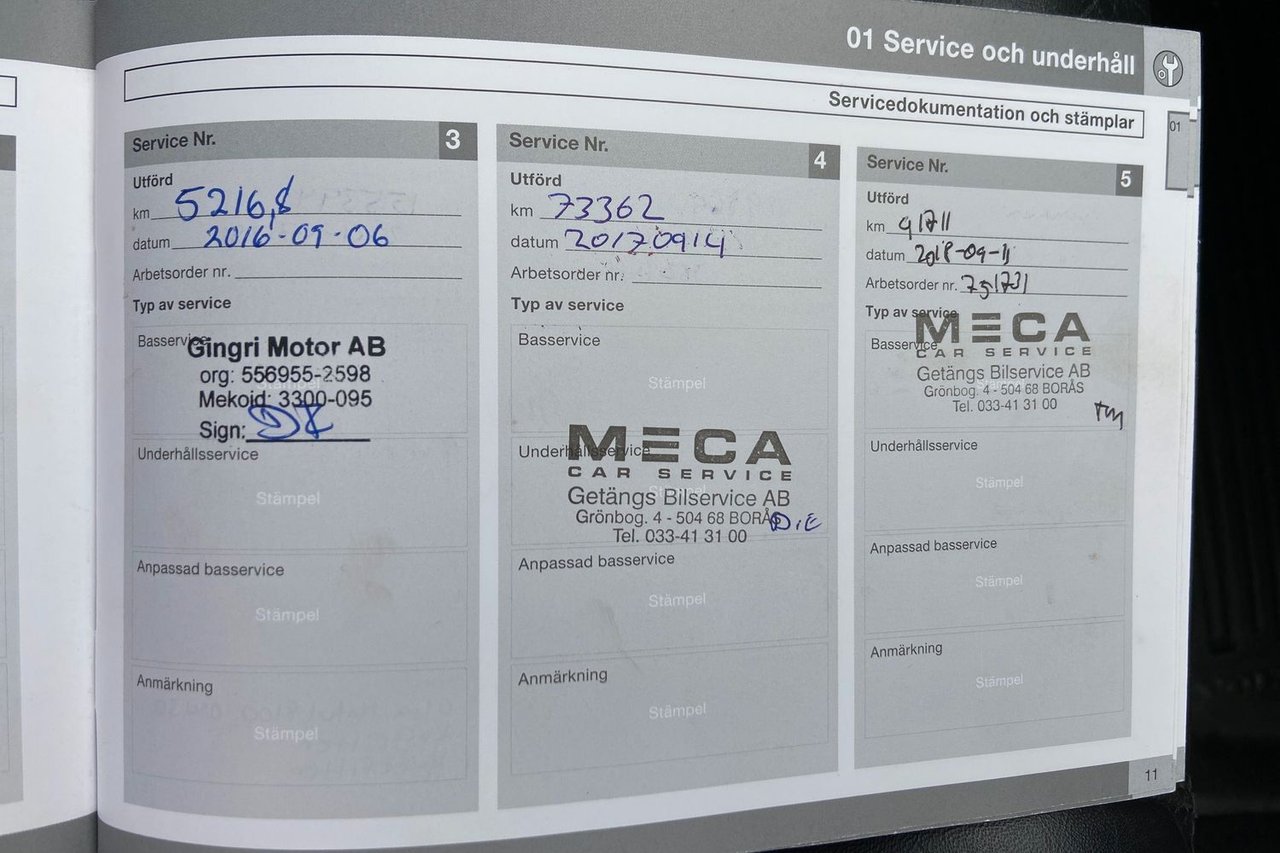 01 Service och underhåll
Servicedokumentation och stämplar
01
Service Nr. 3
Utförd
km 5216,8
datum 2016-09-06
Arbetsorder nr.
Typ av service
Basservice
Gingri Motor AB
org: 556955-2598
Mekoid: 3300-095
Sign:
Underhållsservice
Stämpel
Anpassad basservice
Stämpel
Anmärkning
Stämpel
Service Nr. 4
Utförd
km 73362
datum 20170914
Arbetsorder nr.
Typ av service
Basservice
Stämpel
Underhållsservice
MECA
CAR SERVICE
Getängs Bilservice AB
Grönbog. 4 - 504 68 BORÅS D.E
Tel. 033-41 31 00
Anpassad basservice
Stämpel
Anmärkning
Stämpel
Service Nr. 5
Utförd
km 91711
datum 2018-09-11
Arbetsorder nr.
Typ av service
Basservice
MECA
CAR SERVICE
Getängs Bilservice AB
Grönbog. 4 - 504 68 BORÅS
Tel. 033-41 31 00
Underhållsservice
Stämpel
Anpassad basservice
Stämpel
Anmärkning
Stämpel
11